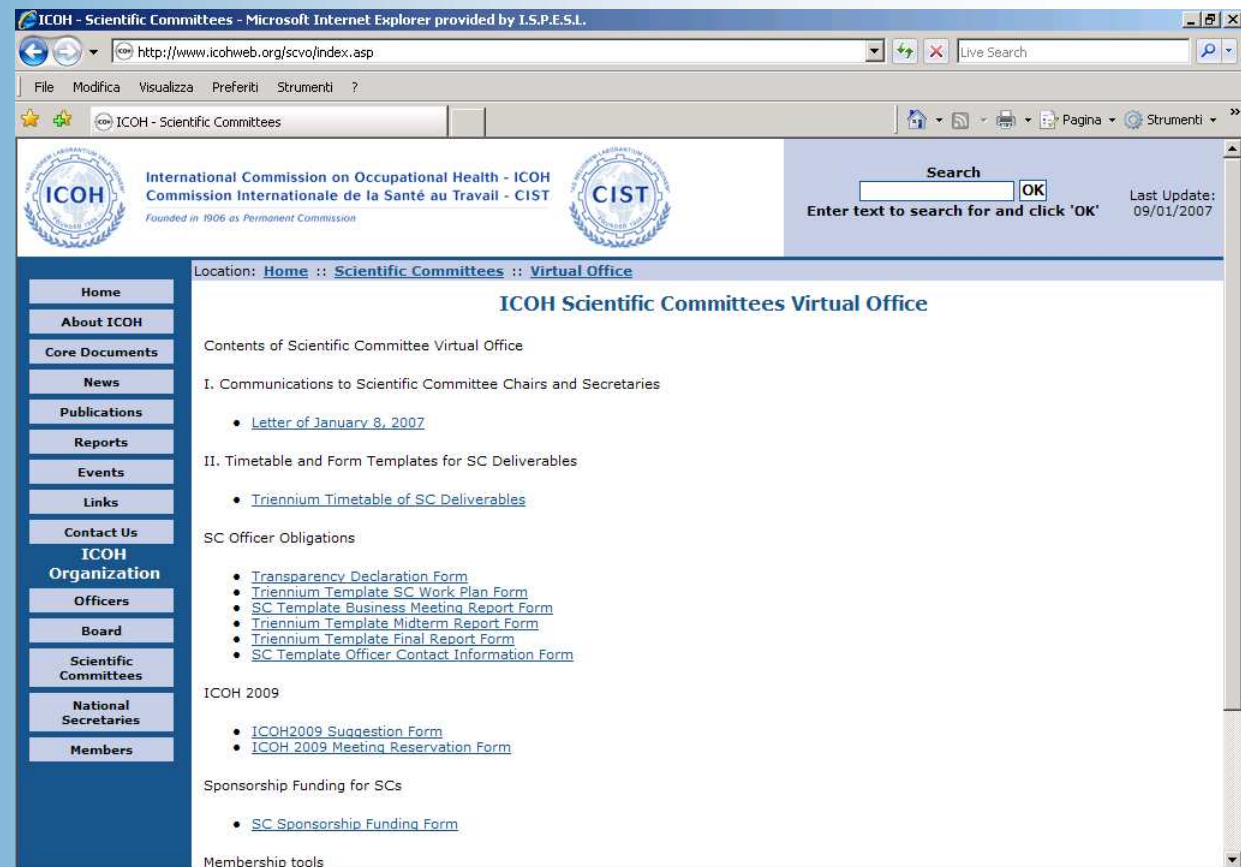 ICOH - Scientific Committees - Microsoft Internet Explorer provided by I.S.P.E.S.L.
http://www.icohweb.org/scvo/index.asp
Live Search
File Modifica Visualizza Preferiti Strumenti ?
ICOH - Scientific Committees
Pagina Strumenti
ICOH
International Commission on Occupational Health - ICOH
Commission Internationale de la Santé au Travail - CIST
Founded in 1906 as Permanent Commission
CIST
Search
OK
Enter text to search for and click 'OK'
Last Update:
09/01/2007
Location: Home :: Scientific Committees :: Virtual Office
Home
About ICOH
Core Documents
News
Publications
Reports
Events
Links
Contact Us
ICOH
Organization
Officers
Board
Scientific
Committees
National
Secretaries
Members
ICOH Scientific Committees Virtual Office
Contents of Scientific Committee Virtual Office
I. Communications to Scientific Committee Chairs and Secretaries
Letter of January 8, 2007
II. Timetable and Form Templates for SC Deliverables
Triennium Timetable of SC Deliverables
SC Officer Obligations
Transparency Declaration Form
Triennium Template SC Work Plan Form
SC Template Business Meeting Report Form
Triennium Template Midterm Report Form
Triennium Template Final Report Form
SC Template Officer Contact Information Form
ICOH 2009
ICOH2009 Suggestion Form
ICOH 2009 Meeting Reservation Form
Sponsorship Funding for SCs
SC Sponsorship Funding Form
Membership tools